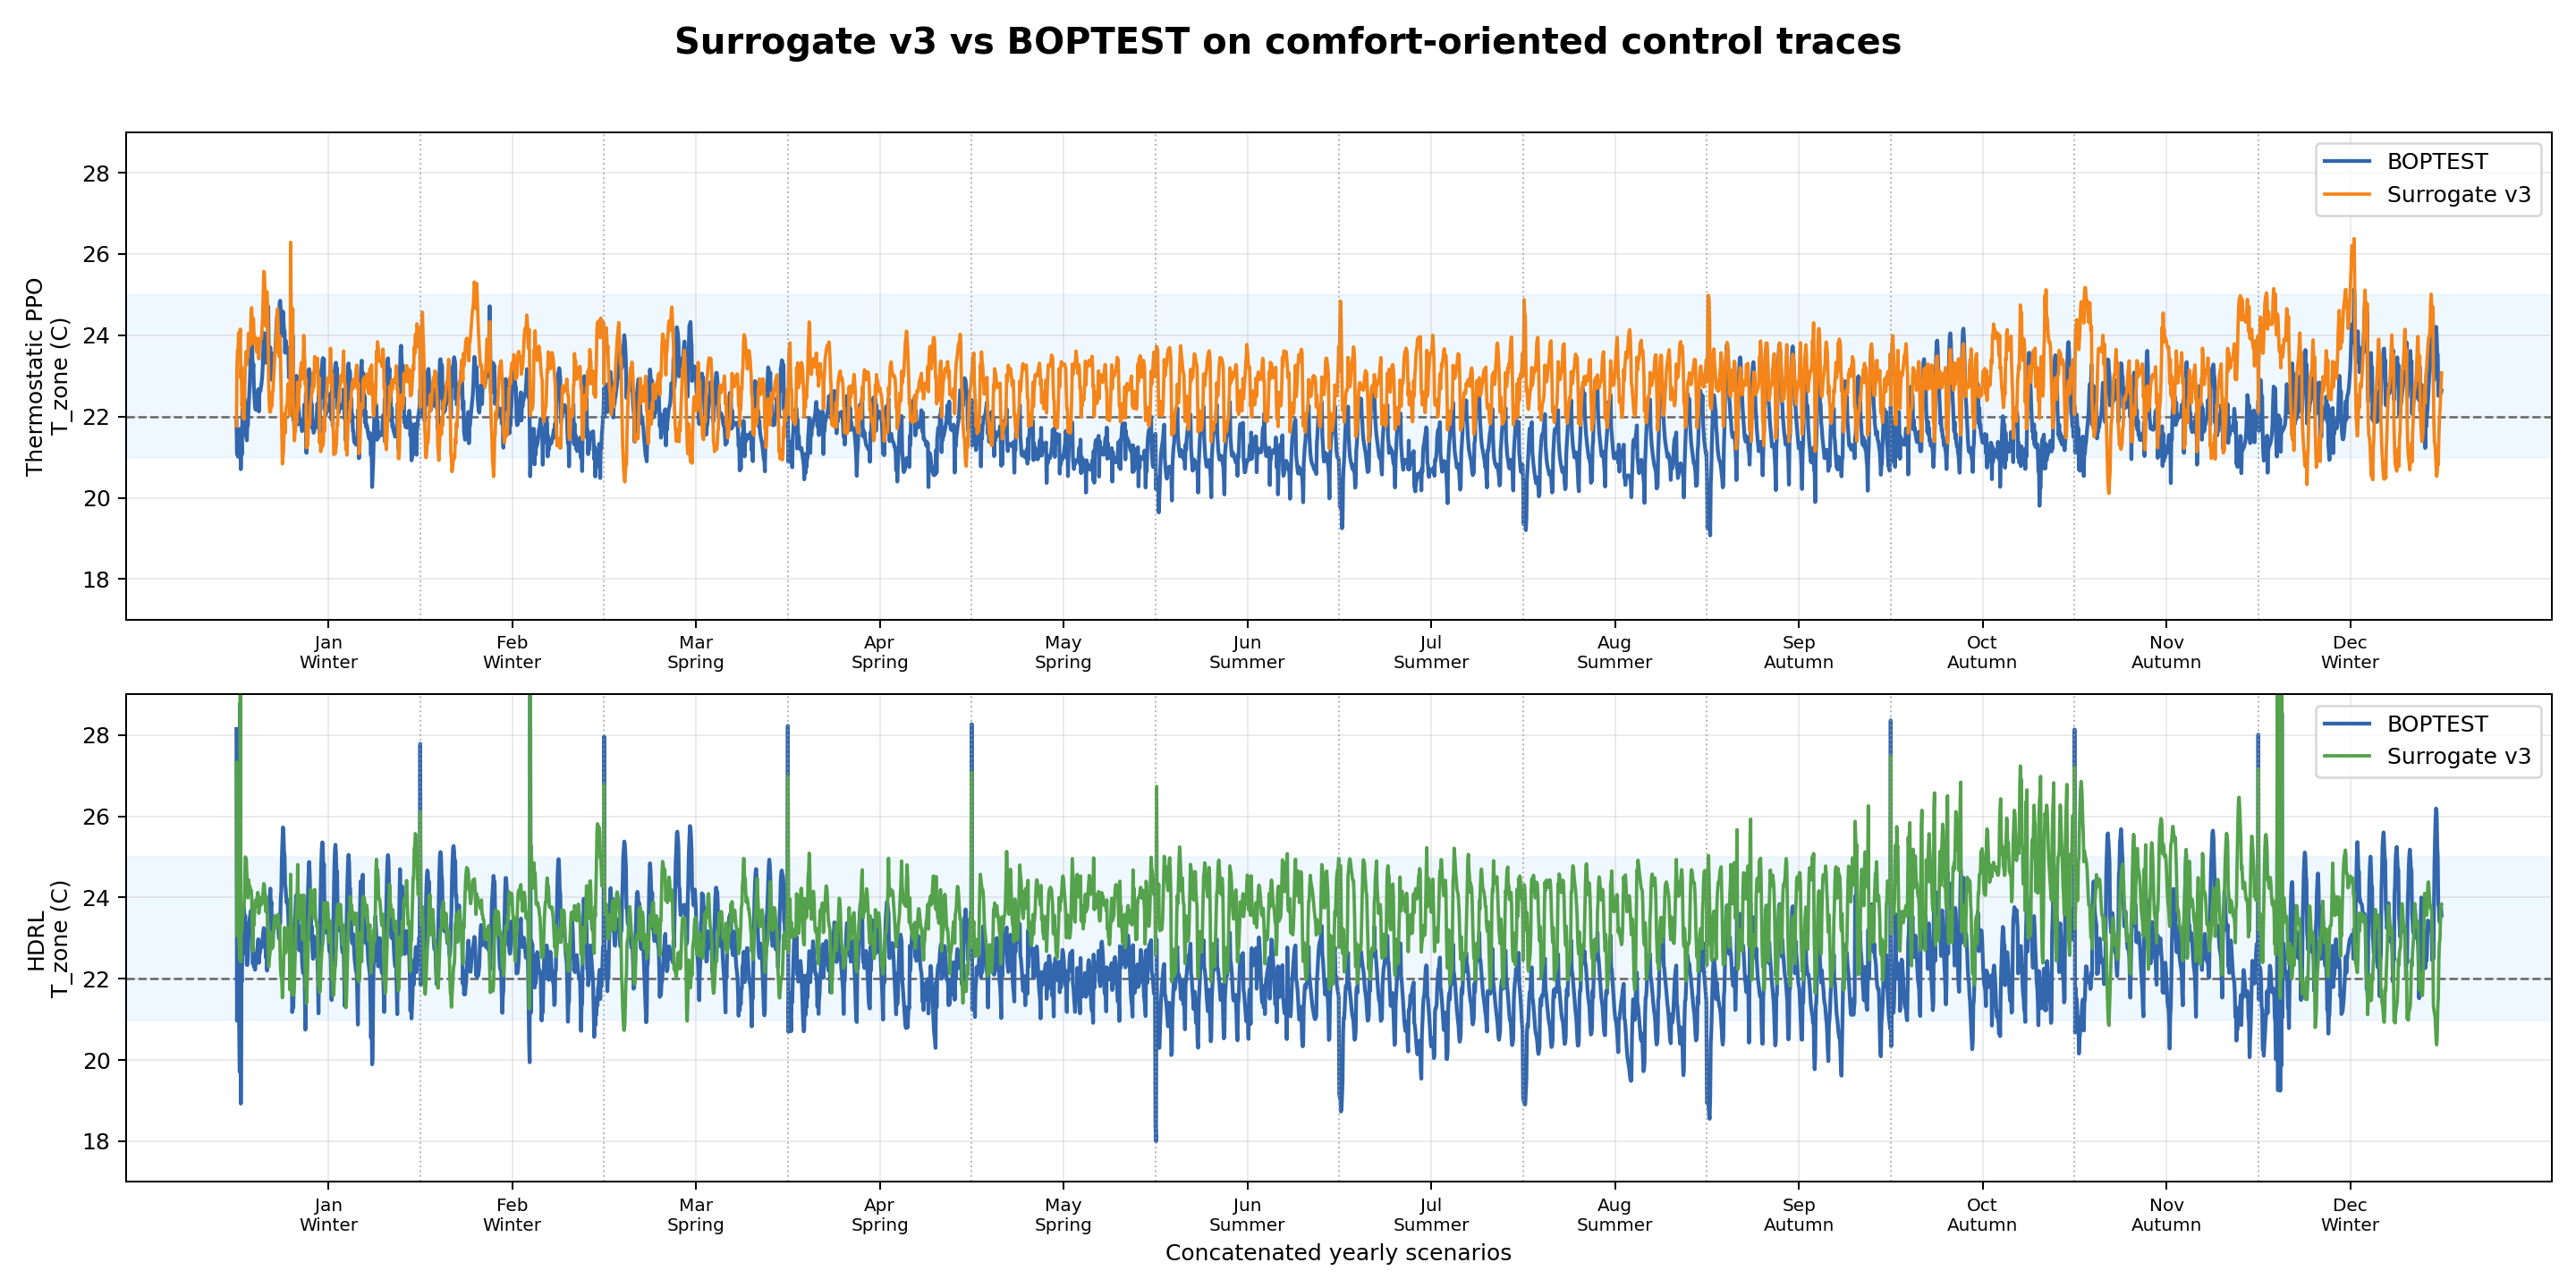 Surrogate v3 vs BOPTEST on comfort-oriented control traces
Thermostatic PPO
T_zone (C)
28
26
24
22
20
18
BOPTEST
Surrogate v3
Jan
Winter
Feb
Winter
Mar
Spring
Apr
Spring
May
Spring
Jun
Summer
Jul
Summer
Aug
Summer
Sep
Autumn
Oct
Autumn
Nov
Autumn
Dec
Winter
HDRL
T_zone (C)
28
26
24
22
20
18
BOPTEST
Surrogate v3
Jan
Winter
Feb
Winter
Mar
Spring
Apr
Spring
May
Spring
Jun
Summer
Jul
Summer
Aug
Summer
Sep
Autumn
Oct
Autumn
Nov
Autumn
Dec
Winter
Concatenated yearly scenarios